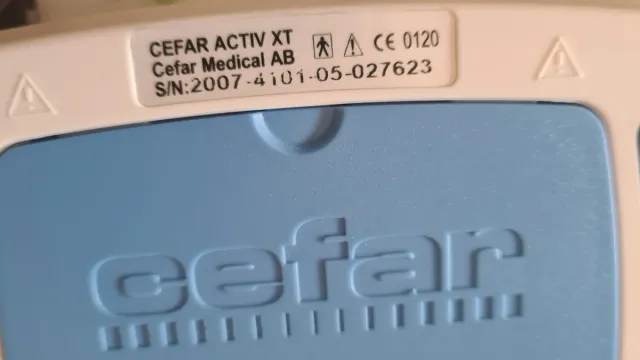 CEFAR ACTIV XT
Cefar Medical AB CE 0120
S/N:2007-4101-05-027623
cefar